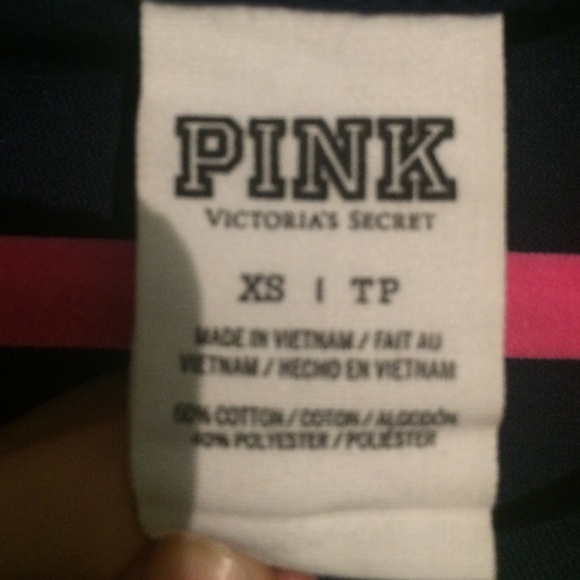 PINK
VICTORIA'S SECRET
XS | TP
MADE IN VIETNAM / FAIT AU
VIETNAM / HECHO EN VIETNAM
60% COTTON / COTON / ALGODÓN
40% POLYESTER / POLIÉSTER